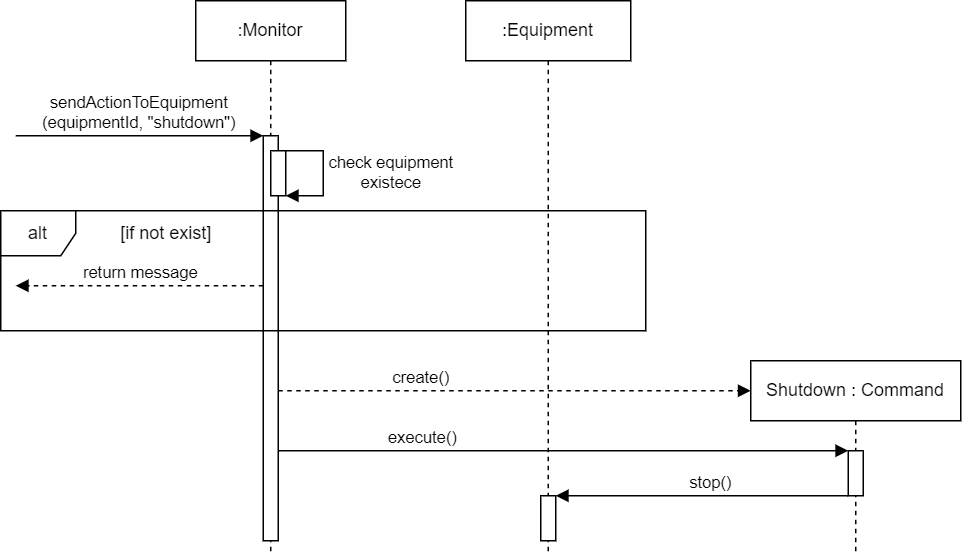 :Monitor
:Equipment
sendActionToEquipment
(equipmentId, "shutdown")
check equipment
existece
alt
[if not exist]
return message
create()
Shutdown : Command
execute()
stop()